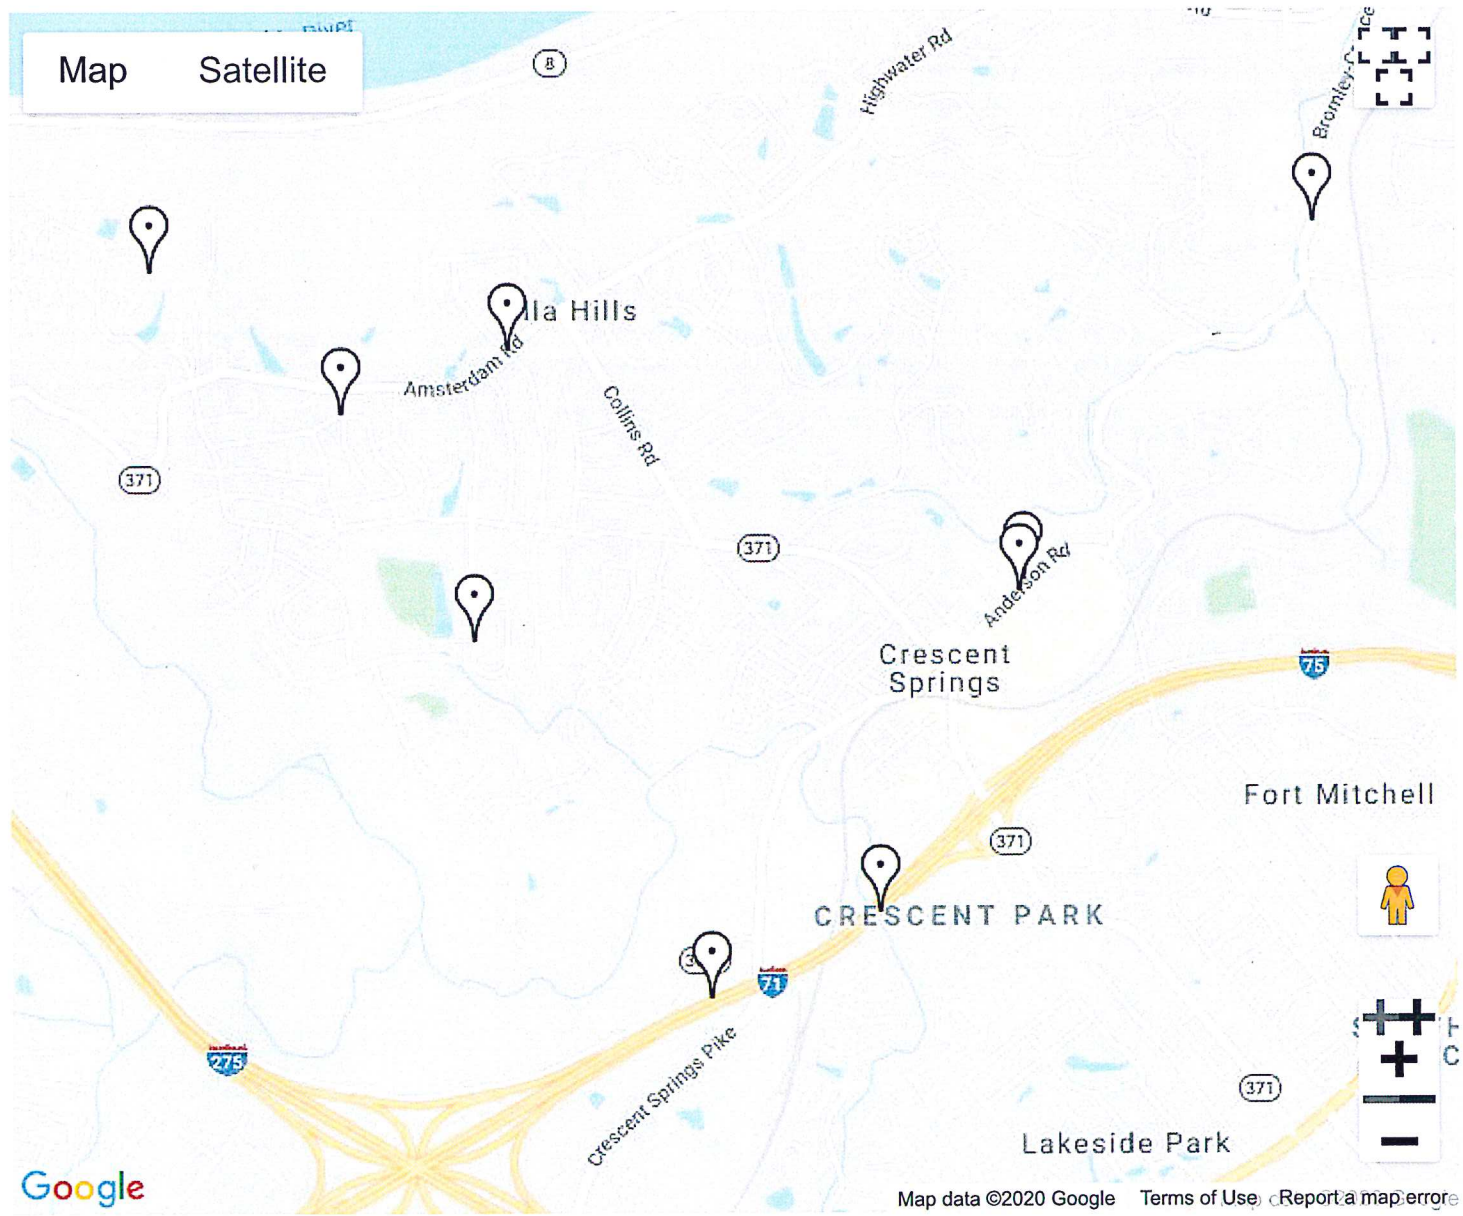 River
Map
Satellite
8
Highwater Rd
Bromley-C
lla Hills
Amsterdam Rd
Collins Rd
371
371
Anderson Rd
Crescent
Springs
75
Fort Mitchell
371
CRESCENT PARK
71
275
Crescent Springs Pike
371
Lakeside Park
Google
Map data ©2020 Google
Terms of Use
Report a map error